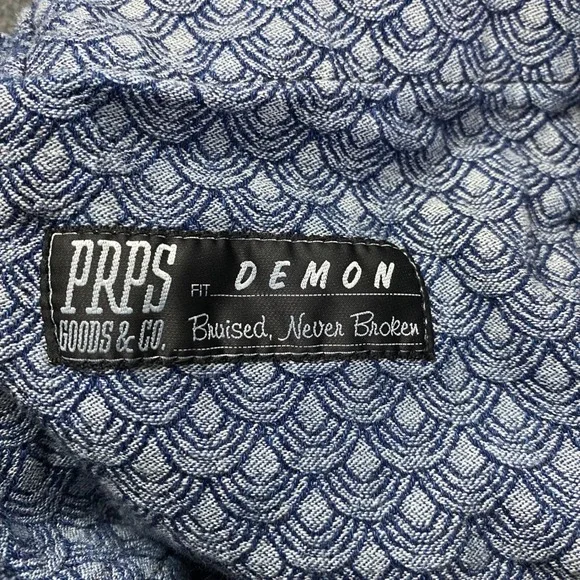 PRPS
GOODS & CO.
FIT DEMON
Bruised, Never Broken